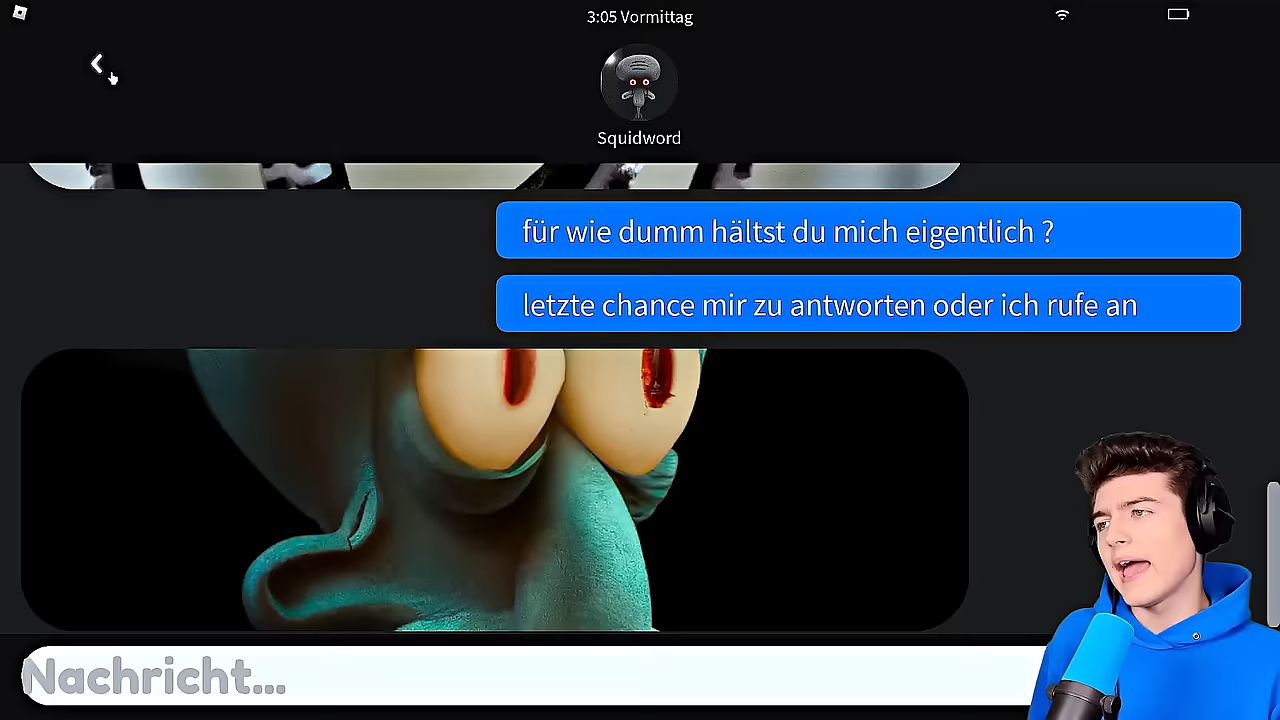 3:05 Vormittag
Squidword
für wie dumm hältst du mich eigentlich ?
letzte chance mir zu antworten oder ich rufe an
Nachricht...